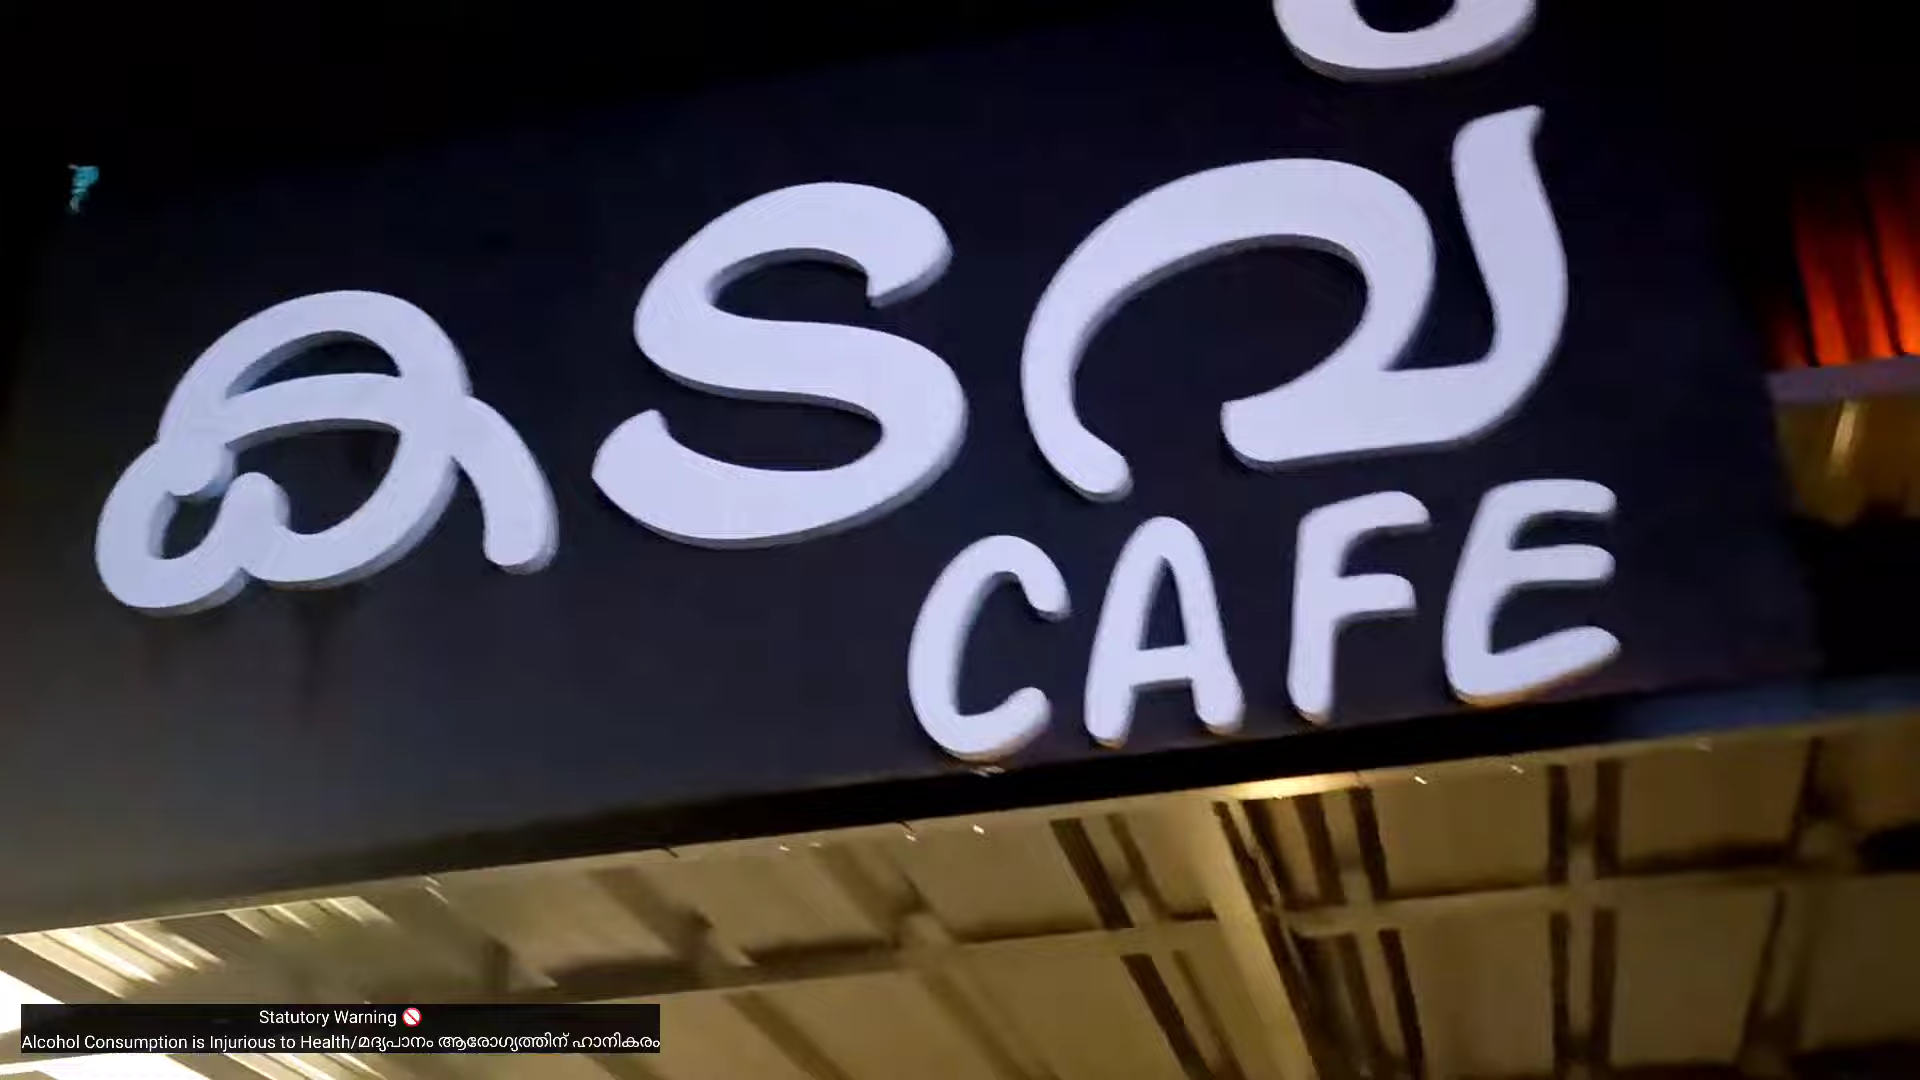 കടവ്
CAFE
Statutory Warning 🚫
Alcohol Consumption is Injurious to Health/മദ്യപാനം ആരോഗ്യത്തിന് ഹാനികരം